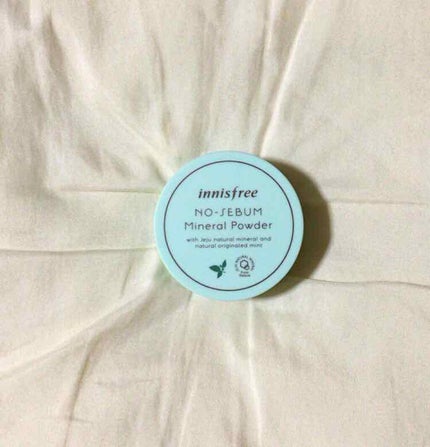 innisfree
NO-SEBUM
Mineral Powder
with Jeju natural mineral and
natural originated mint